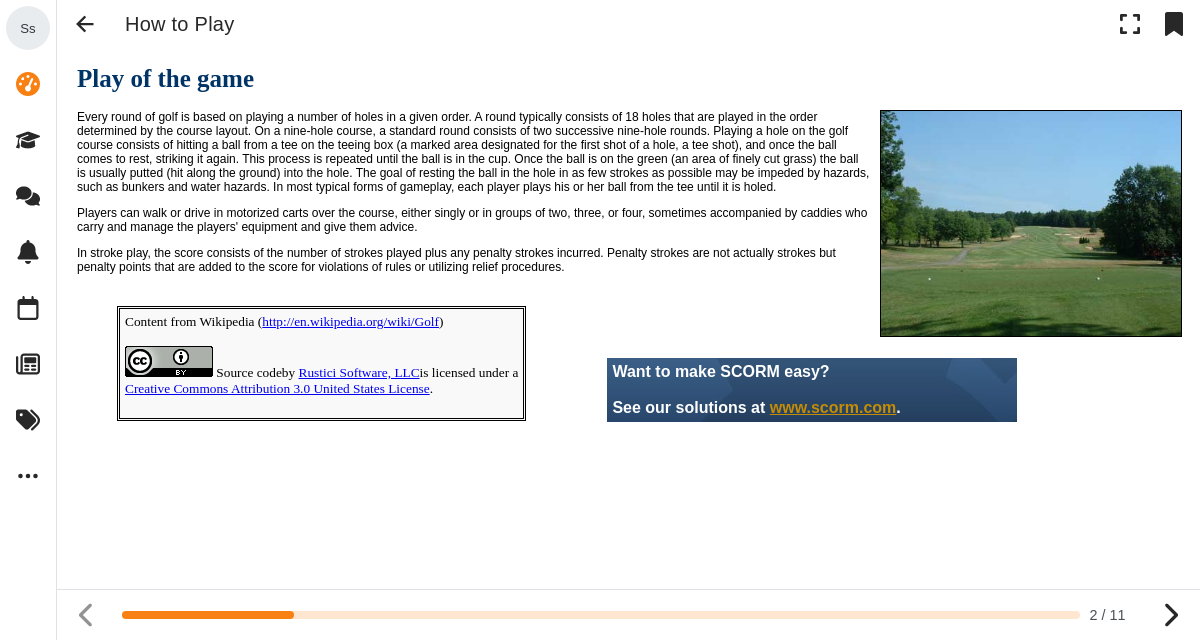 Ss
How to Play
Play of the game
Every round of golf is based on playing a number of holes in a given order. A round typically consists of 18 holes that are played in the order
determined by the course layout. On a nine-hole course, a standard round consists of two successive nine-hole rounds. Playing a hole on the golf
course consists of hitting a ball from a tee on the teeing box (a marked area designated for the first shot of a hole, a tee shot), and once the ball
comes to rest, striking it again. This process is repeated until the ball is in the cup. Once the ball is on the green (an area of finely cut grass) the ball
is usually putted (hit along the ground) into the hole. The goal of resting the ball in the hole in as few strokes as possible may be impeded by hazards,
such as bunkers and water hazards. In most typical forms of gameplay, each player plays his or her ball from the tee until it is holed.
Players can walk or drive in motorized carts over the course, either singly or in groups of two, three, or four, sometimes accompanied by caddies who
carry and manage the players' equipment and give them advice.
In stroke play, the score consists of the number of strokes played plus any penalty strokes incurred. Penalty strokes are not actually strokes but
penalty points that are added to the score for violations of rules or utilizing relief procedures.
Content from Wikipedia (http://en.wikipedia.org/wiki/Golf)
cc BY Source codeby Rustici Software, LLCis licensed under a
Creative Commons Attribution 3.0 United States License.
Want to make SCORM easy?
See our solutions at www.scorm.com.
2 / 11